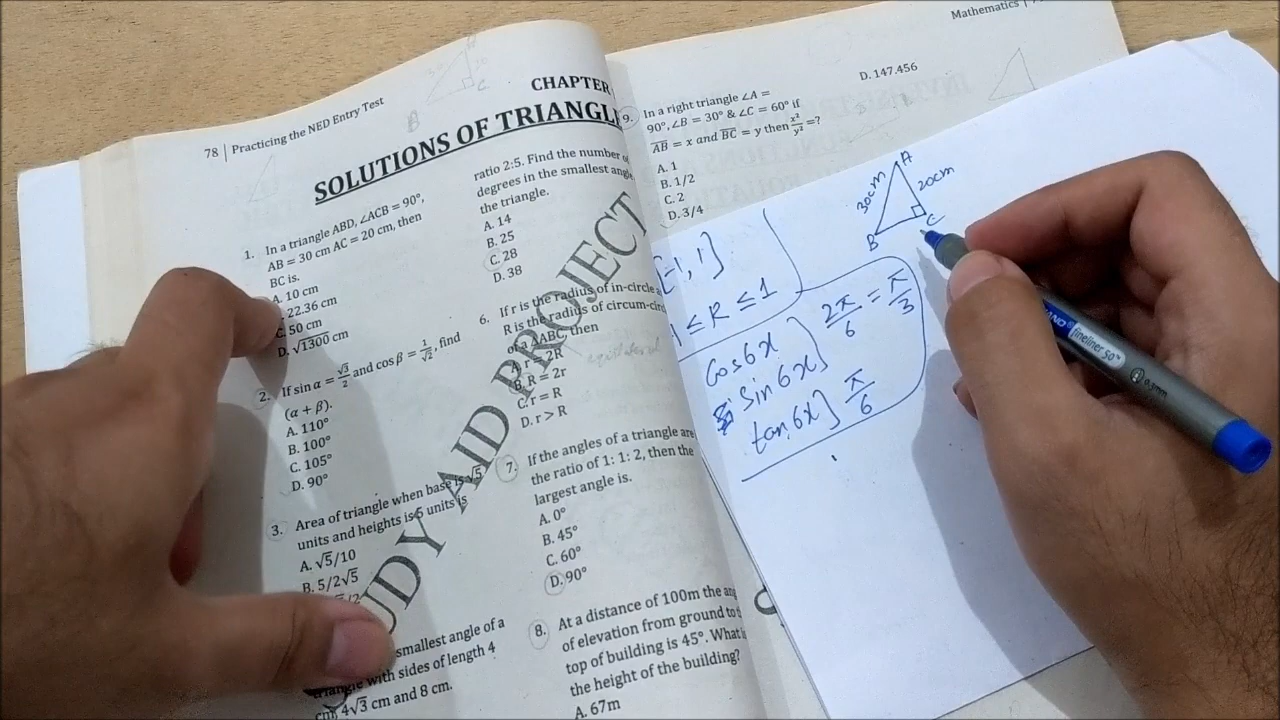 78 | Practicing the NED Entry Test
CHAPTER
SOLUTIONS OF TRIANGL
1. In a triangle ABD, ∠ACB = 90°,
AB = 30 cm AC = 20 cm, then
BC is.
A. 10 cm
22.36 cm
C. 50 cm
D. √1300 cm
2. If sin α = √3/2 and cos β = 1/√2, find
(α + β).
A. 110°
B. 100°
C. 105°
D. 90°
3. Area of triangle when base is √5
units and heights is 5 units is
A. √5/10
B. 5/2√5
smallest angle of a
triangle with sides of length 4
cm, 4√3 cm and 8 cm.
ratio 2:5. Find the number of
degrees in the smallest angle
the triangle.
A. 14
B. 25
C. 28
D. 38
6. If r is the radius of in-circle
R is the radius of circum-cir
of a ΔABC, then
A. r = 2R
B. R = 2r
C. r = R
D. r > R
equilateral
7. If the angles of a triangle are
the ratio of 1: 1: 2, then the
largest angle is.
A. 0°
B. 45°
C. 60°
D. 90°
8. At a distance of 100m the
of elevation from ground to
top of building is 45°. What
the height of the building?
A. 67m
STUDY AID PROJECT
B
C
Mathematics |
D. 147.456
9. In a right triangle ∠A =
90°, ∠B = 30° & ∠C = 60° if
AB = x and BC = y then x²/y² =?
A. 1
B. 1/2
C. 2
D. 3/4
A
30cm
20cm
B
C
[-1, 1]
≤ R ≤ 1
Cos 6x
Sin 6x
2π/6 = π/3
tan 6x] π/6
fineliner 50
0.5mm